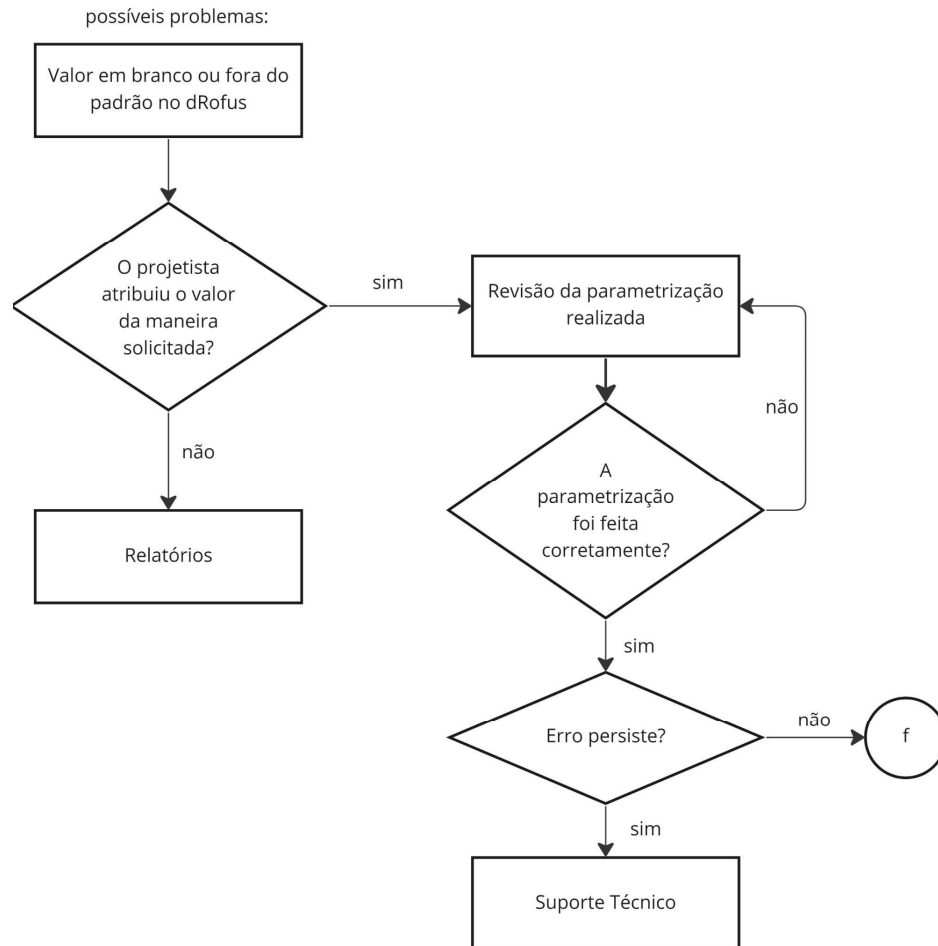 possíveis problemas:
Valor em branco ou fora do
padrão no dRofus
O projetista
atribuiu o valor
da maneira
solicitada?
sim
Revisão da parametrização
realizada
não
não
A
parametrização
foi feita
corretamente?
Relatórios
sim
Erro persiste?
não
f
sim
Suporte Técnico